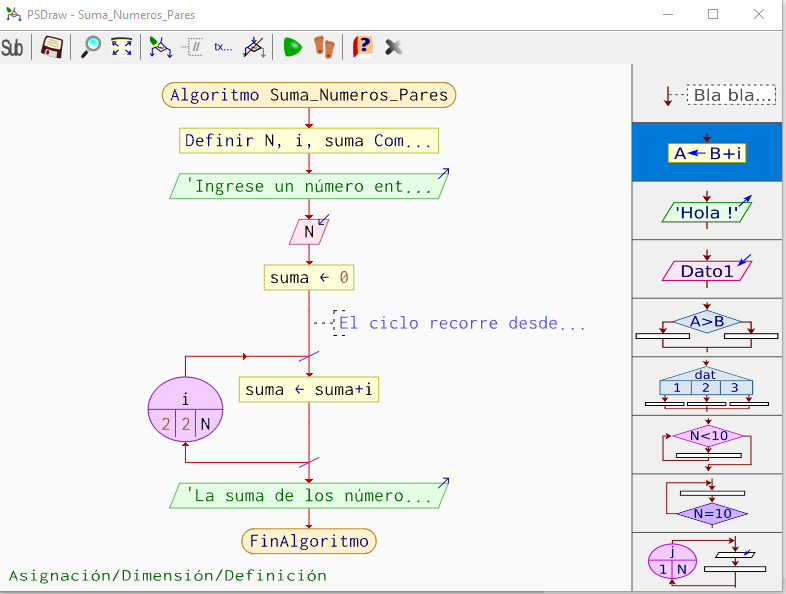 PSDraw - Suma_Numeros_Pares
Sub // tx... ?
Algoritmo Suma_Numeros_Pares
Definir N, i, suma Com...
'Ingrese un número ent...
N
suma ← 0
El ciclo recorre desde...
i
2 2 N
suma ← suma+i
'La suma de los número...
FinAlgoritmo
Asignación/Dimensión/Definición
Bla bla...
A ← B+i
'Hola !'
Dato1
A>B
dat
1 2 3
N<10
N=10
j
1 N